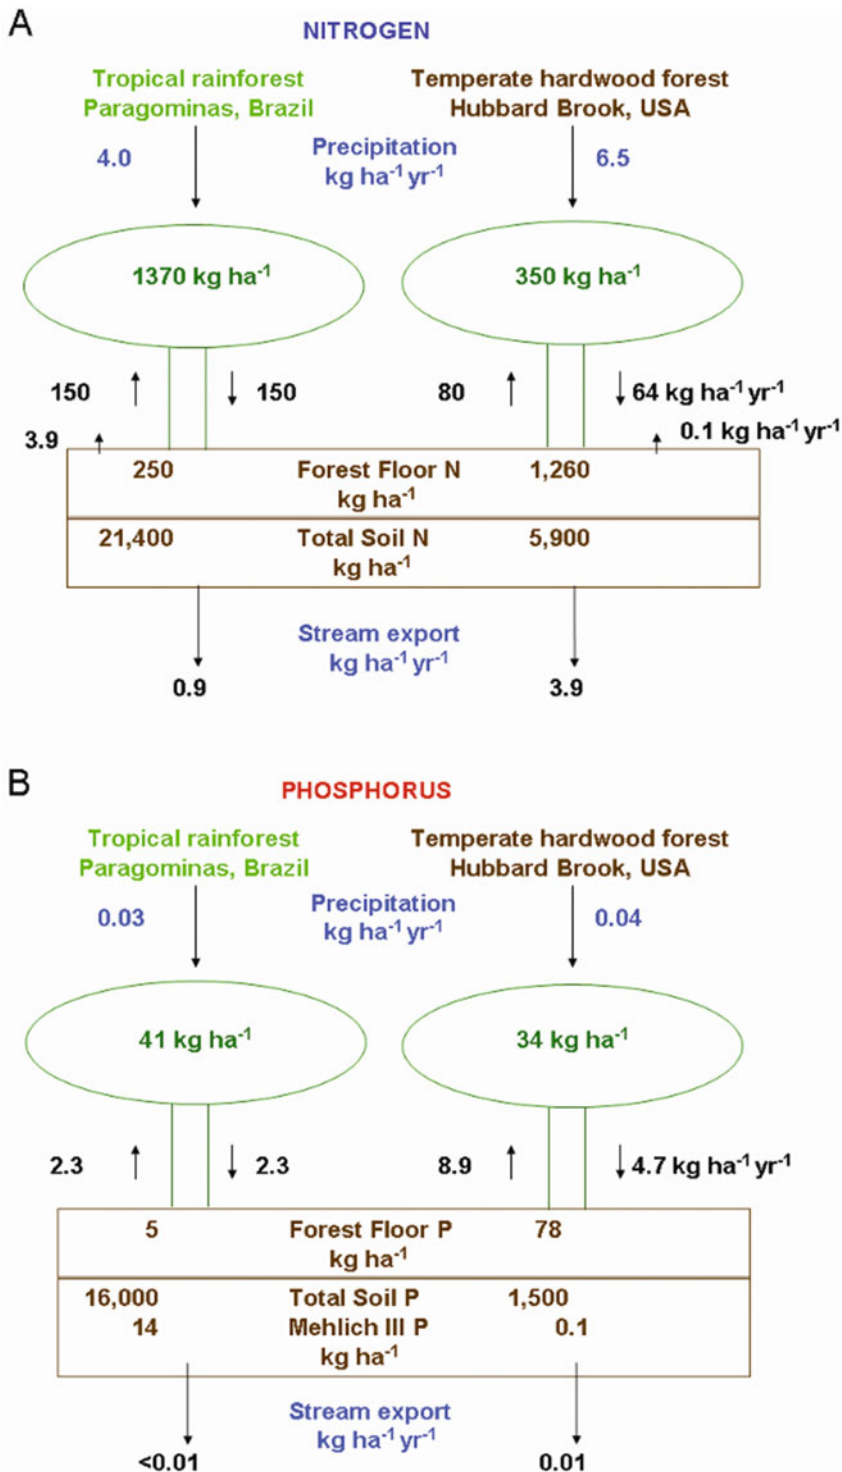 A
NITROGEN
Tropical rainforest
Paragominas, Brazil
Temperate hardwood forest
Hubbard Brook, USA
4.0
Precipitation
kg ha⁻¹ yr⁻¹
6.5
1370 kg ha⁻¹
350 kg ha⁻¹
150
150
80
64 kg ha⁻¹ yr⁻¹
3.9
0.1 kg ha⁻¹ yr⁻¹
250 Forest Floor N 1,260
kg ha⁻¹
21,400 Total Soil N 5,900
kg ha⁻¹
Stream export
kg ha⁻¹ yr⁻¹
0.9
3.9
B
PHOSPHORUS
Tropical rainforest
Paragominas, Brazil
Temperate hardwood forest
Hubbard Brook, USA
0.03
Precipitation
kg ha⁻¹ yr⁻¹
0.04
41 kg ha⁻¹
34 kg ha⁻¹
2.3
2.3
8.9
4.7 kg ha⁻¹ yr⁻¹
5 Forest Floor P 78
kg ha⁻¹
16,000 Total Soil P 1,500
14 Mehlich III P 0.1
kg ha⁻¹
Stream export
kg ha⁻¹ yr⁻¹
<0.01
0.01